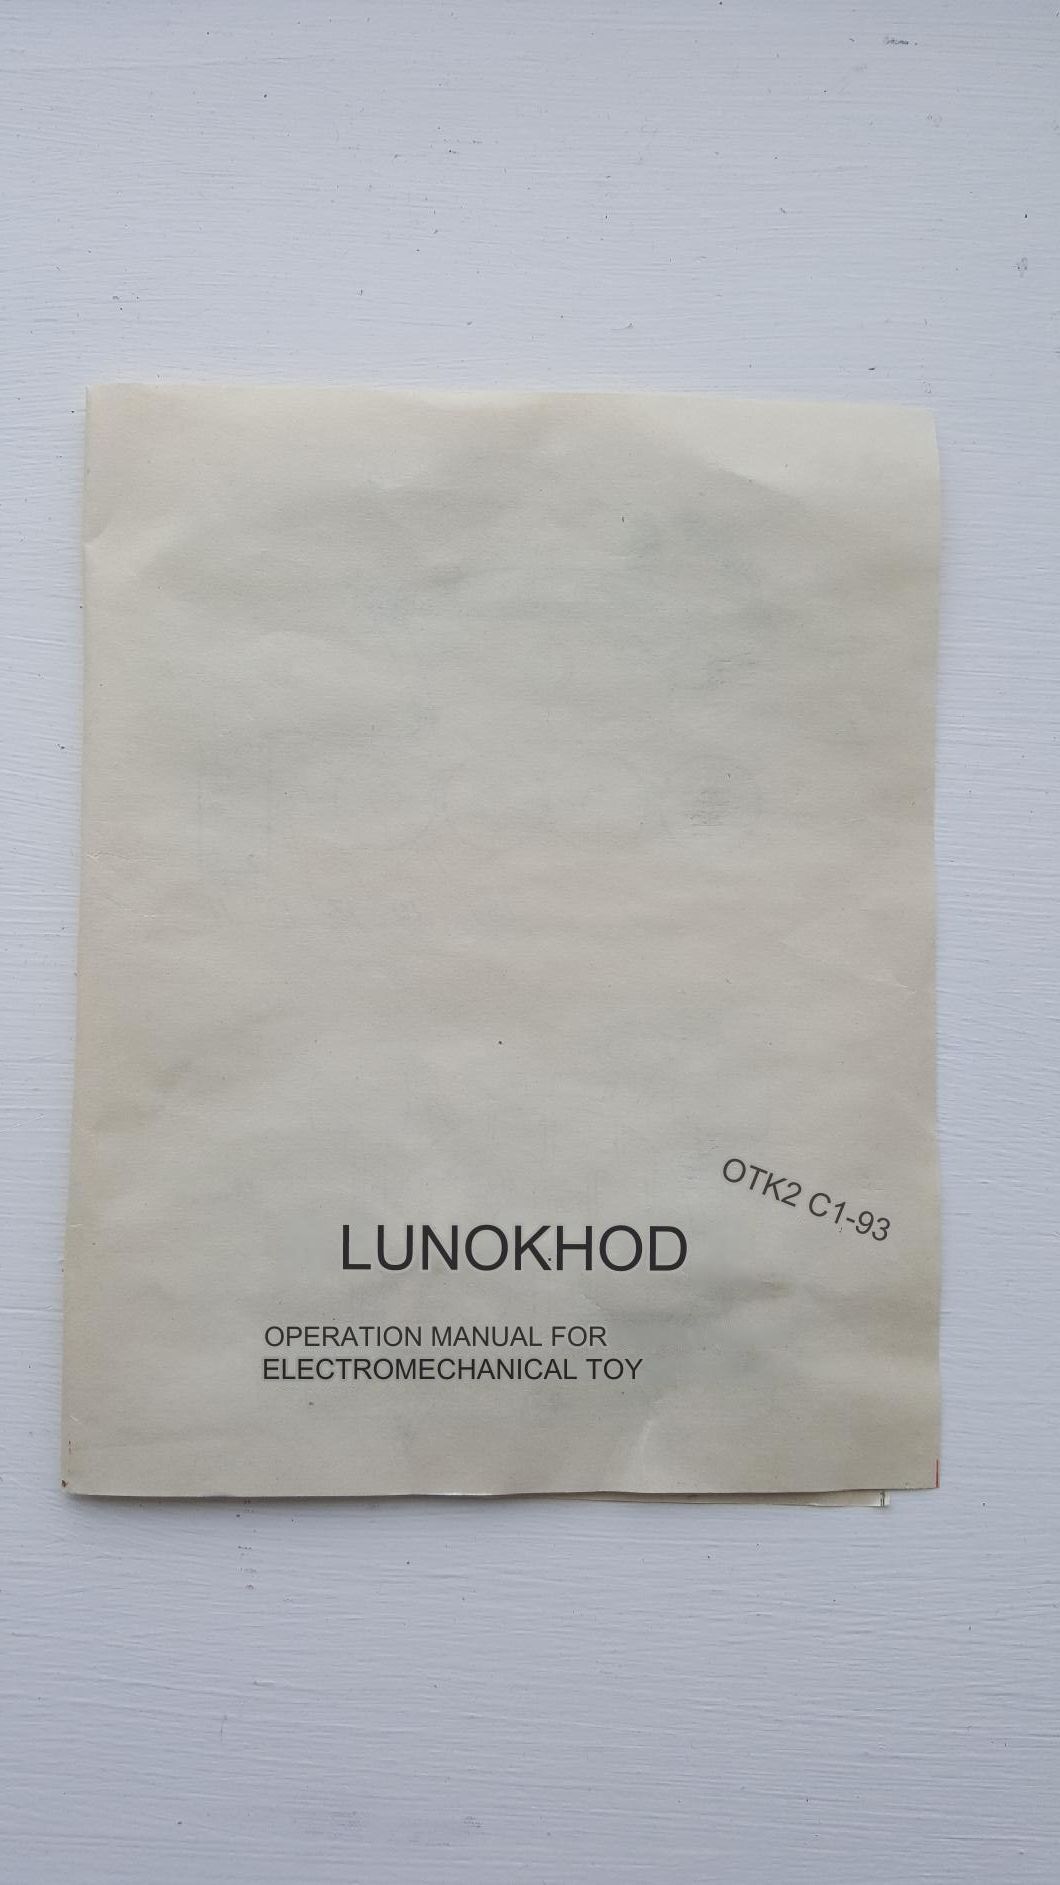 OTK2 C1-93
LUNOKHOD
OPERATION MANUAL FOR
ELECTROMECHANICAL TOY